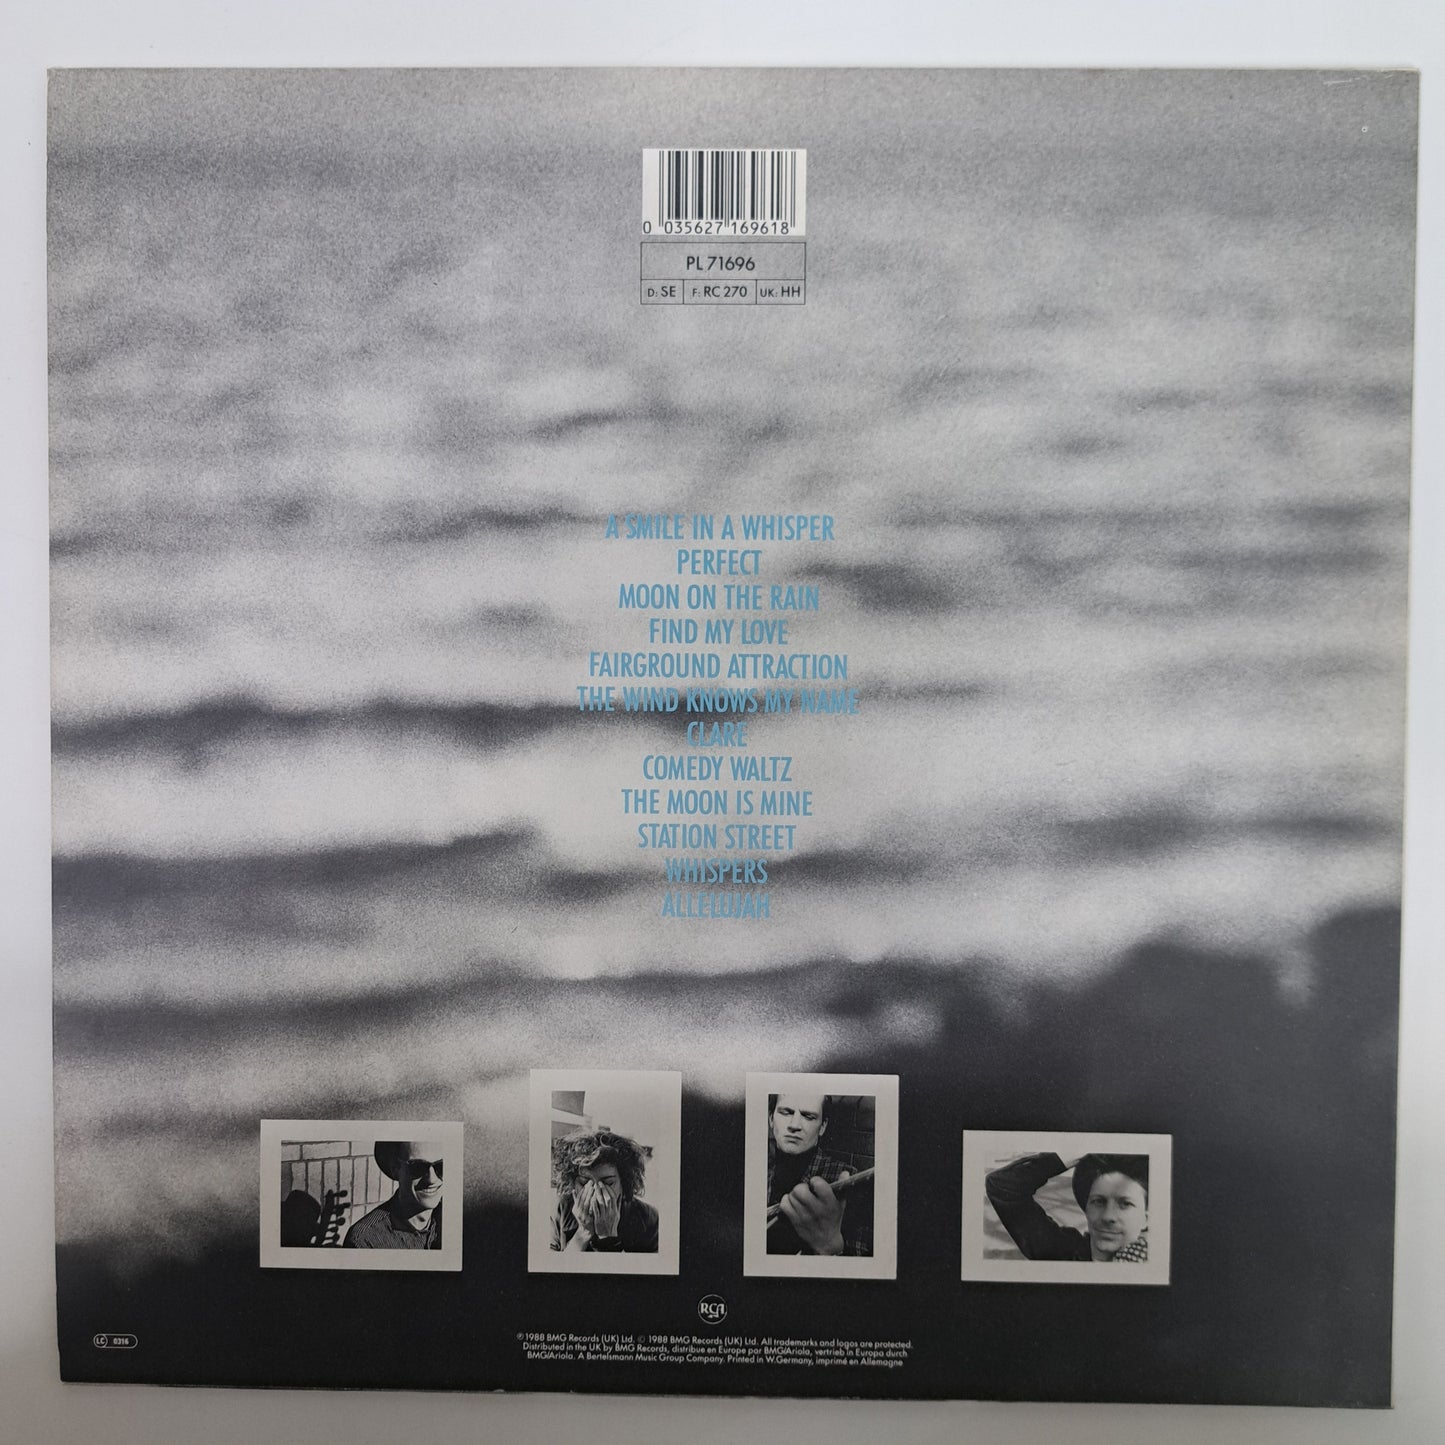 0 035627 169618
PL 71696
D: SE F: RC 270 UK: HH
A SMILE IN A WHISPER
PERFECT
MOON ON THE RAIN
FIND MY LOVE
FAIRGROUND ATTRACTION
THE WIND KNOWS MY NAME
CLARE
COMEDY WALTZ
THE MOON IS MINE
STATION STREET
WHISPERS
ALLELUJAH
RCA
LC 0316
℗ 1988 BMG Records (UK) Ltd. © 1988 BMG Records (UK) Ltd. All trademarks and logos are protected.
Distributed in the UK by BMG Records, distribue en Europe par BMG/Ariola, vertrieb in Europa durch
BMG/Ariola. A Bertelsmann Music Group Company. Printed in W.Germany, imprimé en Allemagne